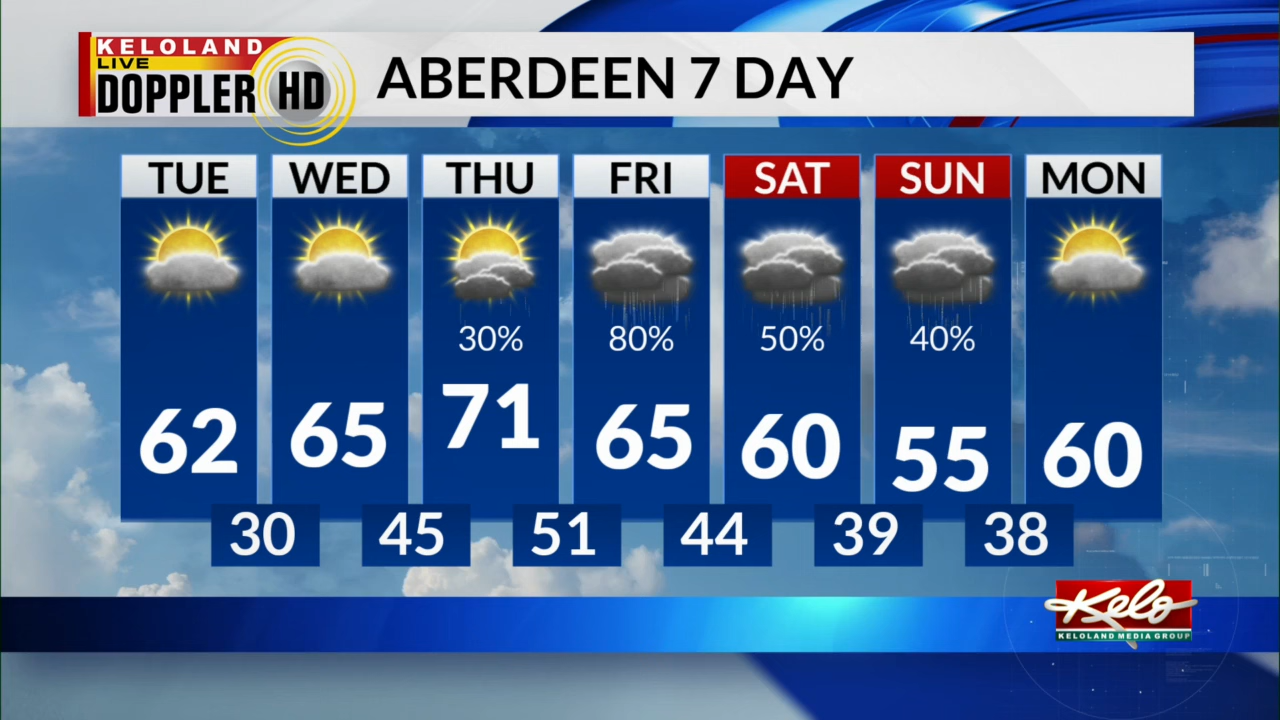 KELOLAND
LIVE
DOPPLER HD
ABERDEEN 7 DAY
TUE WED THU FRI SAT SUN MON
30% 80% 50% 40%
62 65 71 65 60 55 60
30 45 51 44 39 38
Kelo
KELOLAND MEDIA GROUP